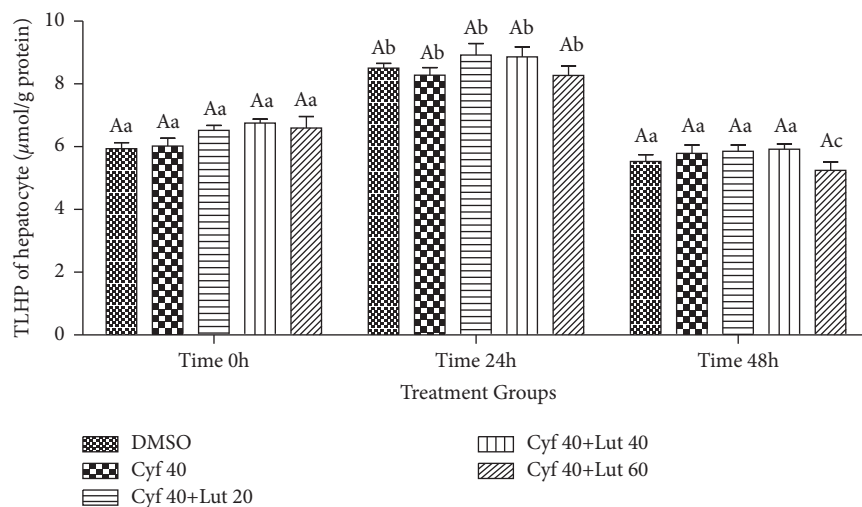 TLHP of hepatocyte (μmol/g protein)
10
8
6
4
2
0
Aa Aa Aa Aa Aa
Ab Ab Ab Ab Ab
Aa Aa Aa Aa Ac
Time 0h Time 24h Time 48h
Treatment Groups
DMSO
Cyf 40
Cyf 40+Lut 20
Cyf 40+Lut 40
Cyf 40+Lut 60